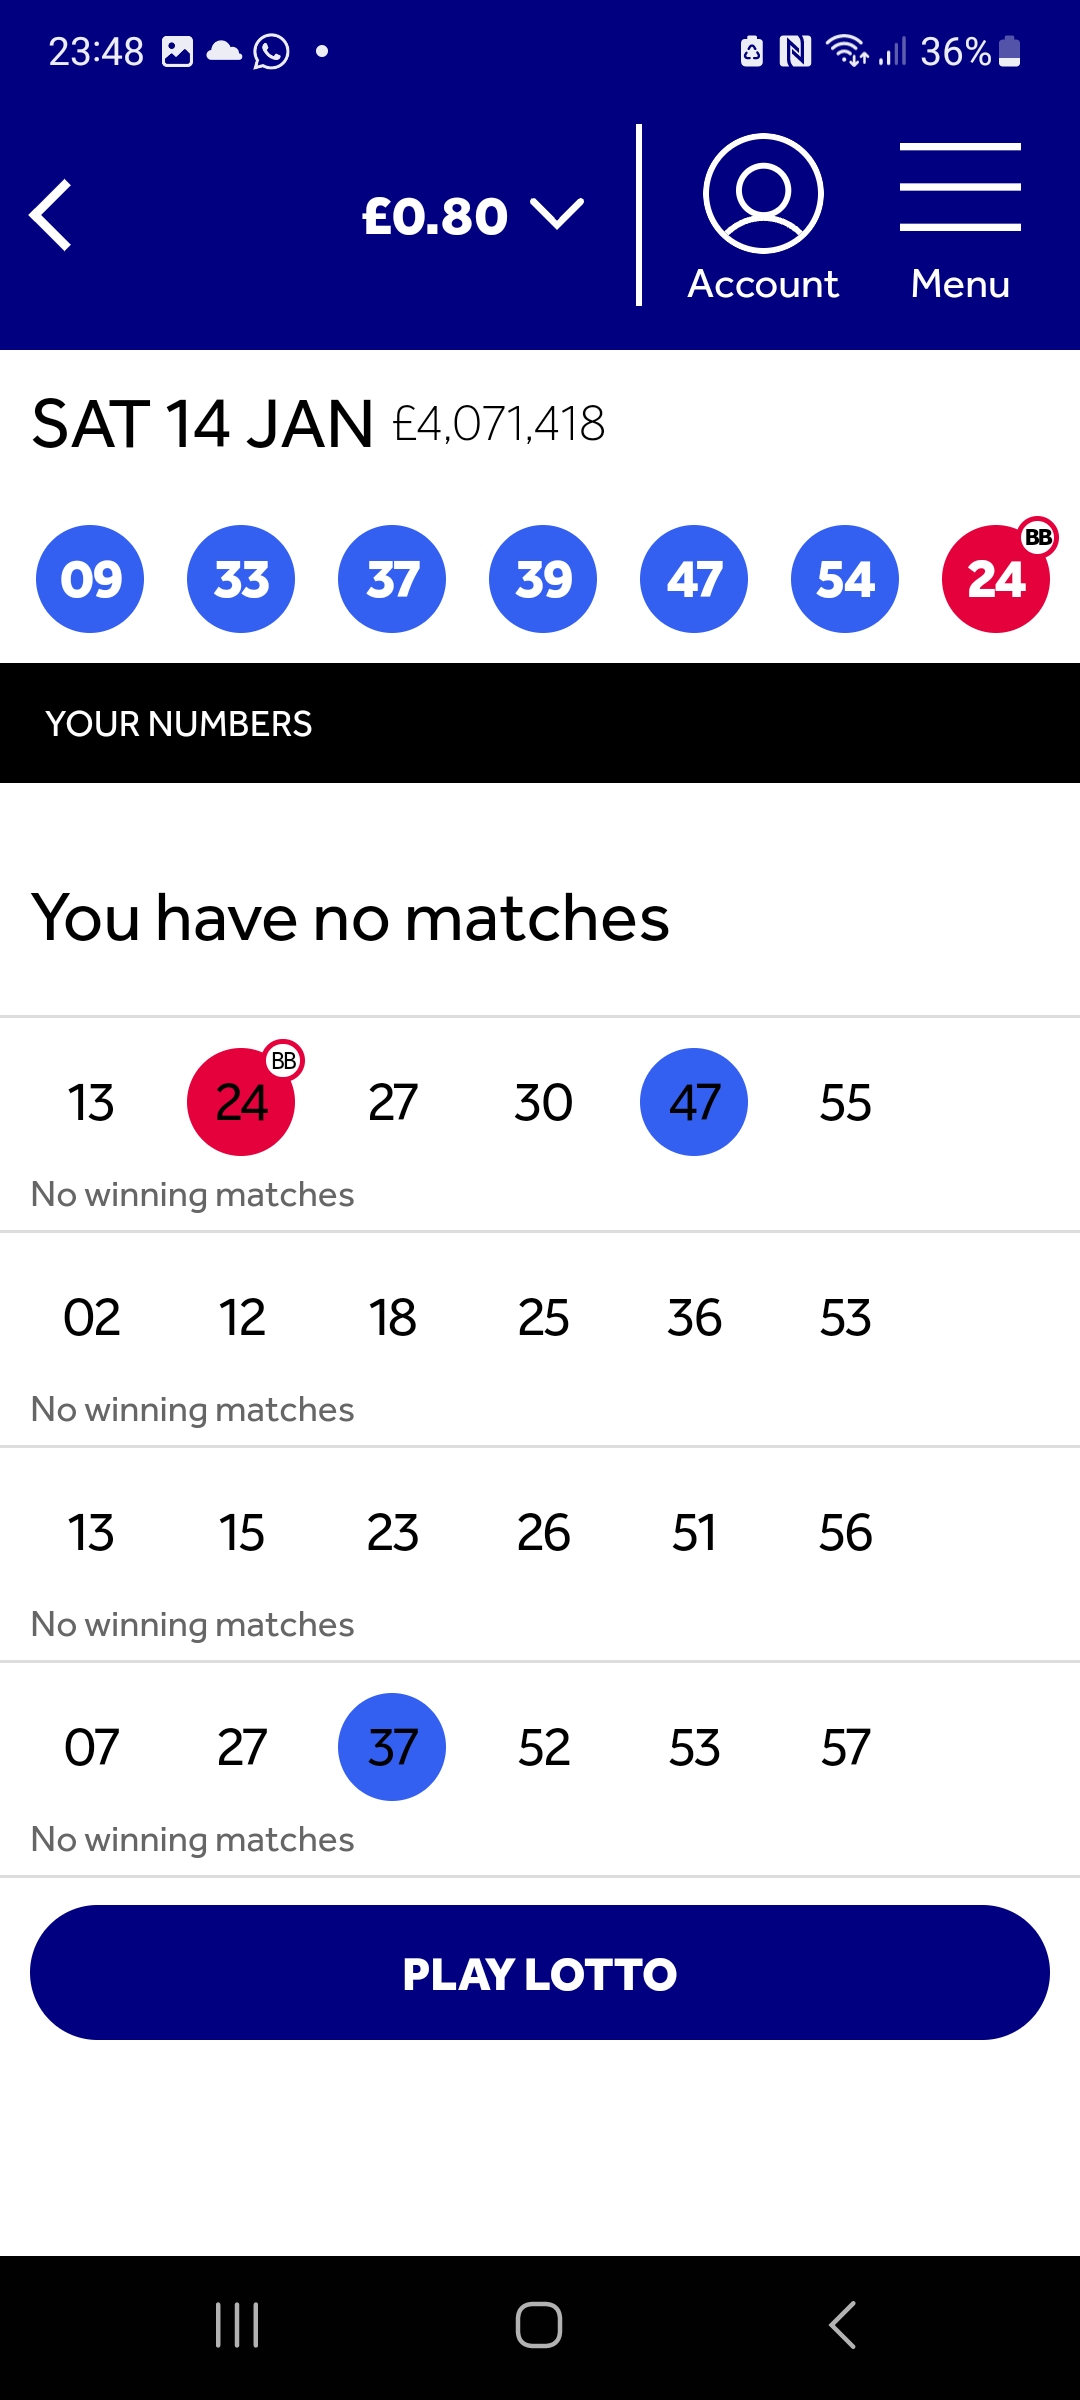 23:48 36%
£0.80
Account Menu
SAT 14 JAN £4,071,418
BB
09 33 37 39 47 54 24
YOUR NUMBERS
You have no matches
BB
13 24 27 30 47 55
No winning matches
02 12 18 25 36 53
No winning matches
13 15 23 26 51 56
No winning matches
07 27 37 52 53 57
No winning matches
PLAY LOTTO